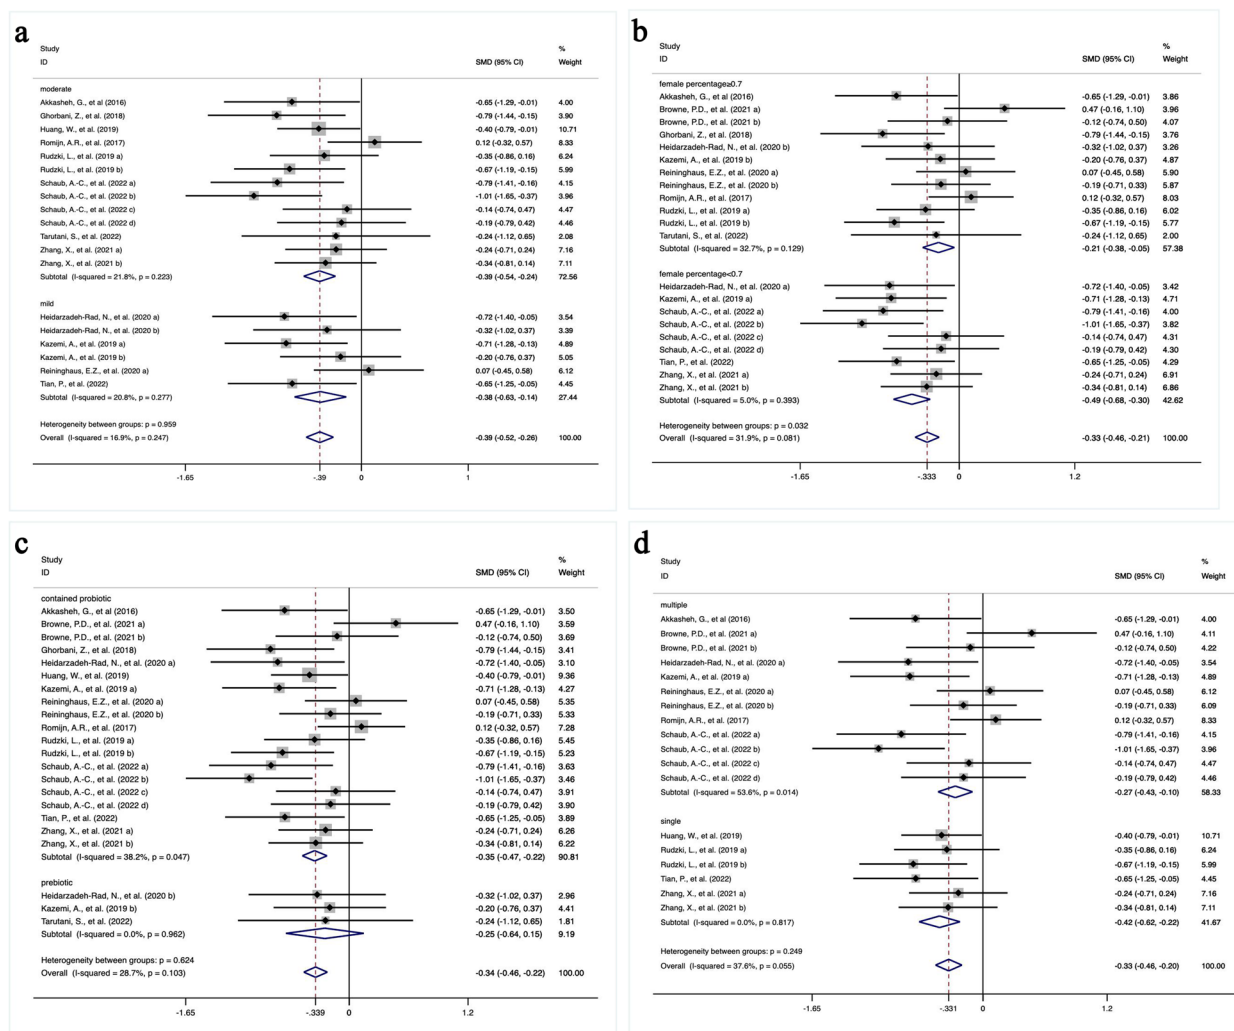 a
Study %
ID SMD (95% CI) Weight
moderate
Akkasheh, G., et al (2016) -0.65 (-1.29, -0.01) 4.00
Ghorbani, Z., et al. (2018) -0.79 (-1.44, -0.15) 3.90
Huang, W., et al. (2019) -0.40 (-0.79, -0.01) 10.71
Romijn, A.R., et al. (2017) 0.12 (-0.32, 0.57) 8.33
Rudzki, L., et al. (2019 a) -0.35 (-0.86, 0.16) 6.24
Rudzki, L., et al. (2019 b) -0.67 (-1.19, -0.15) 5.99
Schaub, A.-C., et al. (2022 a) -0.79 (-1.41, -0.16) 4.15
Schaub, A.-C., et al. (2022 b) -1.01 (-1.65, -0.37) 3.96
Schaub, A.-C., et al. (2022 c) -0.14 (-0.74, 0.47) 4.47
Schaub, A.-C., et al. (2022 d) -0.19 (-0.79, 0.42) 4.46
Tarutani, S., et al. (2022) -0.24 (-1.12, 0.65) 2.08
Zhang, X., et al. (2021 a) -0.24 (-0.71, 0.24) 7.16
Zhang, X., et al. (2021 b) -0.34 (-0.81, 0.14) 7.11
Subtotal (I-squared = 21.8%, p = 0.223) -0.39 (-0.54, -0.24) 72.56
mild
Heidarzadeh-Rad, N., et al. (2020 a) -0.72 (-1.40, -0.05) 3.54
Heidarzadeh-Rad, N., et al. (2020 b) -0.32 (-1.02, 0.37) 3.39
Kazemi, A., et al. (2019 a) -0.71 (-1.28, -0.13) 4.89
Kazemi, A., et al. (2019 b) -0.20 (-0.76, 0.37) 5.05
Reininghaus, E.Z., et al. (2020 a) 0.07 (-0.45, 0.58) 6.12
Tian, P., et al. (2022) -0.65 (-1.25, -0.05) 4.45
Subtotal (I-squared = 20.8%, p = 0.277) -0.38 (-0.63, -0.14) 27.44
Heterogeneity between groups: p = 0.959
Overall (I-squared = 16.9%, p = 0.247) -0.39 (-0.52, -0.26) 100.00
-1.65 -.39 0 1
b
Study %
ID SMD (95% CI) Weight
female percentage≥0.7
Akkasheh, G., et al (2016) -0.65 (-1.29, -0.01) 3.86
Browne, P.D., et al. (2021 a) 0.47 (-0.16, 1.10) 3.96
Browne, P.D., et al. (2021 b) -0.12 (-0.74, 0.50) 4.07
Ghorbani, Z., et al. (2018) -0.79 (-1.44, -0.15) 3.76
Heidarzadeh-Rad, N., et al. (2020 b) -0.32 (-1.02, 0.37) 3.26
Kazemi, A., et al. (2019 b) -0.20 (-0.76, 0.37) 4.87
Reininghaus, E.Z., et al. (2020 a) 0.07 (-0.45, 0.58) 5.90
Reininghaus, E.Z., et al. (2020 b) -0.19 (-0.71, 0.33) 5.87
Romijn, A.R., et al. (2017) 0.12 (-0.32, 0.57) 8.03
Rudzki, L., et al. (2019 a) -0.35 (-0.86, 0.16) 6.02
Rudzki, L., et al. (2019 b) -0.67 (-1.19, -0.15) 5.77
Tarutani, S., et al. (2022) -0.24 (-1.12, 0.65) 2.00
Subtotal (I-squared = 32.7%, p = 0.129) -0.21 (-0.38, -0.05) 57.38
female percentage<0.7
Heidarzadeh-Rad, N., et al. (2020 a) -0.72 (-1.40, -0.05) 3.42
Kazemi, A., et al. (2019 a) -0.71 (-1.28, -0.13) 4.71
Schaub, A.-C., et al. (2022 a) -0.79 (-1.41, -0.16) 4.00
Schaub, A.-C., et al. (2022 b) -1.01 (-1.65, -0.37) 3.82
Schaub, A.-C., et al. (2022 c) -0.14 (-0.74, 0.47) 4.31
Schaub, A.-C., et al. (2022 d) -0.19 (-0.79, 0.42) 4.30
Tian, P., et al. (2022) -0.65 (-1.25, -0.05) 4.29
Zhang, X., et al. (2021 a) -0.24 (-0.71, 0.24) 6.91
Zhang, X., et al. (2021 b) -0.34 (-0.81, 0.14) 6.86
Subtotal (I-squared = 5.0%, p = 0.393) -0.49 (-0.68, -0.30) 42.62
Heterogeneity between groups: p = 0.032
Overall (I-squared = 31.9%, p = 0.081) -0.33 (-0.46, -0.21) 100.00
-1.65 -.333 0 1.2
c
Study %
ID SMD (95% CI) Weight
contained probiotic
Akkasheh, G., et al (2016) -0.65 (-1.29, -0.01) 3.50
Browne, P.D., et al. (2021 a) 0.47 (-0.16, 1.10) 3.59
Browne, P.D., et al. (2021 b) -0.12 (-0.74, 0.50) 3.69
Ghorbani, Z., et al. (2018) -0.79 (-1.44, -0.15) 3.41
Heidarzadeh-Rad, N., et al. (2020 a) -0.72 (-1.40, -0.05) 3.10
Huang, W., et al. (2019) -0.40 (-0.79, -0.01) 9.36
Kazemi, A., et al. (2019 a) -0.71 (-1.28, -0.13) 4.27
Reininghaus, E.Z., et al. (2020 a) 0.07 (-0.45, 0.58) 5.35
Reininghaus, E.Z., et al. (2020 b) -0.19 (-0.71, 0.33) 5.33
Romijn, A.R., et al. (2017) 0.12 (-0.32, 0.57) 7.28
Rudzki, L., et al. (2019 a) -0.35 (-0.86, 0.16) 5.45
Rudzki, L., et al. (2019 b) -0.67 (-1.19, -0.15) 5.23
Schaub, A.-C., et al. (2022 a) -0.79 (-1.41, -0.16) 3.63
Schaub, A.-C., et al. (2022 b) -1.01 (-1.65, -0.37) 3.46
Schaub, A.-C., et al. (2022 c) -0.14 (-0.74, 0.47) 3.91
Schaub, A.-C., et al. (2022 d) -0.19 (-0.79, 0.42) 3.90
Tian, P., et al. (2022) -0.65 (-1.25, -0.05) 3.89
Zhang, X., et al. (2021 a) -0.24 (-0.71, 0.24) 6.26
Zhang, X., et al. (2021 b) -0.34 (-0.81, 0.14) 6.22
Subtotal (I-squared = 38.2%, p = 0.047) -0.35 (-0.47, -0.22) 90.81
prebiotic
Heidarzadeh-Rad, N., et al. (2020 b) -0.32 (-1.02, 0.37) 2.96
Kazemi, A., et al. (2019 b) -0.20 (-0.76, 0.37) 4.41
Tarutani, S., et al. (2022) -0.24 (-1.12, 0.65) 1.81
Subtotal (I-squared = 0.0%, p = 0.962) -0.25 (-0.64, 0.15) 9.19
Heterogeneity between groups: p = 0.624
Overall (I-squared = 28.7%, p = 0.103) -0.34 (-0.46, -0.22) 100.00
-1.65 -.339 0 1.2
d
Study %
ID SMD (95% CI) Weight
multiple
Akkasheh, G., et al (2016) -0.65 (-1.29, -0.01) 4.00
Browne, P.D., et al. (2021 a) 0.47 (-0.16, 1.10) 4.11
Browne, P.D., et al. (2021 b) -0.12 (-0.74, 0.50) 4.22
Heidarzadeh-Rad, N., et al. (2020 a) -0.72 (-1.40, -0.05) 3.54
Kazemi, A., et al. (2019 a) -0.71 (-1.28, -0.13) 4.89
Reininghaus, E.Z., et al. (2020 a) 0.07 (-0.45, 0.58) 6.12
Reininghaus, E.Z., et al. (2020 b) -0.19 (-0.71, 0.33) 6.09
Romijn, A.R., et al. (2017) 0.12 (-0.32, 0.57) 8.33
Schaub, A.-C., et al. (2022 a) -0.79 (-1.41, -0.16) 4.15
Schaub, A.-C., et al. (2022 b) -1.01 (-1.65, -0.37) 3.96
Schaub, A.-C., et al. (2022 c) -0.14 (-0.74, 0.47) 4.47
Schaub, A.-C., et al. (2022 d) -0.19 (-0.79, 0.42) 4.46
Subtotal (I-squared = 53.6%, p = 0.014) -0.27 (-0.43, -0.10) 58.33
single
Huang, W., et al. (2019) -0.40 (-0.79, -0.01) 10.71
Rudzki, L., et al. (2019 a) -0.35 (-0.86, 0.16) 6.24
Rudzki, L., et al. (2019 b) -0.67 (-1.19, -0.15) 5.99
Tian, P., et al. (2022) -0.65 (-1.25, -0.05) 4.45
Zhang, X., et al. (2021 a) -0.24 (-0.71, 0.24) 7.16
Zhang, X., et al. (2021 b) -0.34 (-0.81, 0.14) 7.11
Subtotal (I-squared = 0.0%, p = 0.817) -0.42 (-0.62, -0.22) 41.67
Heterogeneity between groups: p = 0.249
Overall (I-squared = 37.6%, p = 0.055) -0.33 (-0.46, -0.20) 100.00
-1.65 -.331 0 1.2